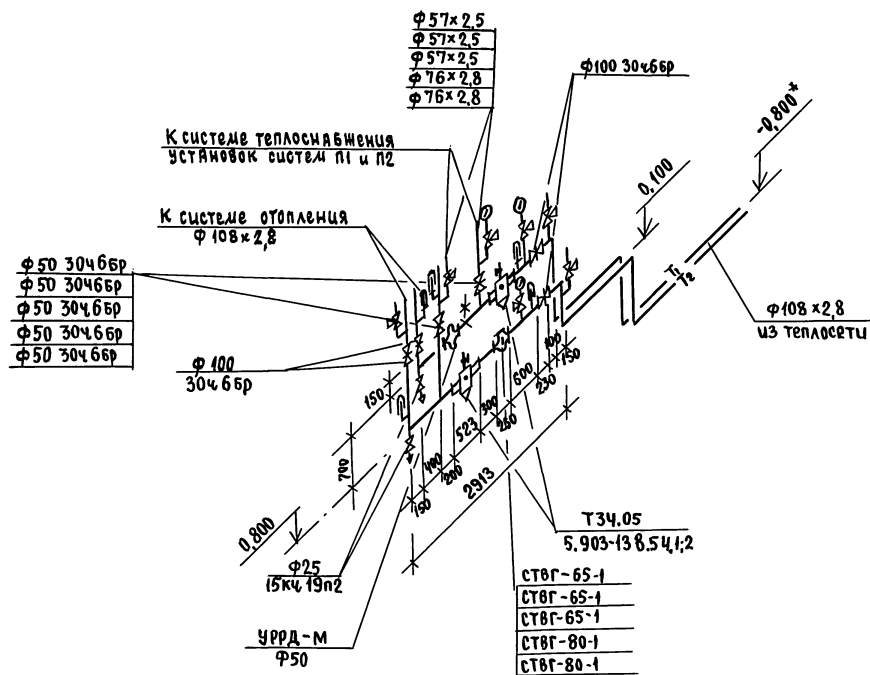 ф57×2,5
ф57×2,5
ф57×2,5
ф76×2,8
ф76×2,8
ф100 30ч6бр
-0,800*
К системе теплоснабжения
установок систем П1 и П2
0,100
К системе отопления
ф108×2,8
ф50 30ч6бр
ф50 30ч6бр
ф50 30ч6бр
ф50 30ч6бр
ф50 30ч6бр
Т1
Т2
ф108×2,8
из теплосети
ф100
30ч6бр
150
700
0,800
150
400
200
523
300
250
600
230
100
150
2913
Т34.05
5.903-13 В.5Ч.1;2
ф25
15кч19п2
УРРД-М
ф50
СТВГ-65-1
СТВГ-65-1
СТВГ-65-1
СТВГ-80-1
СТВГ-80-1